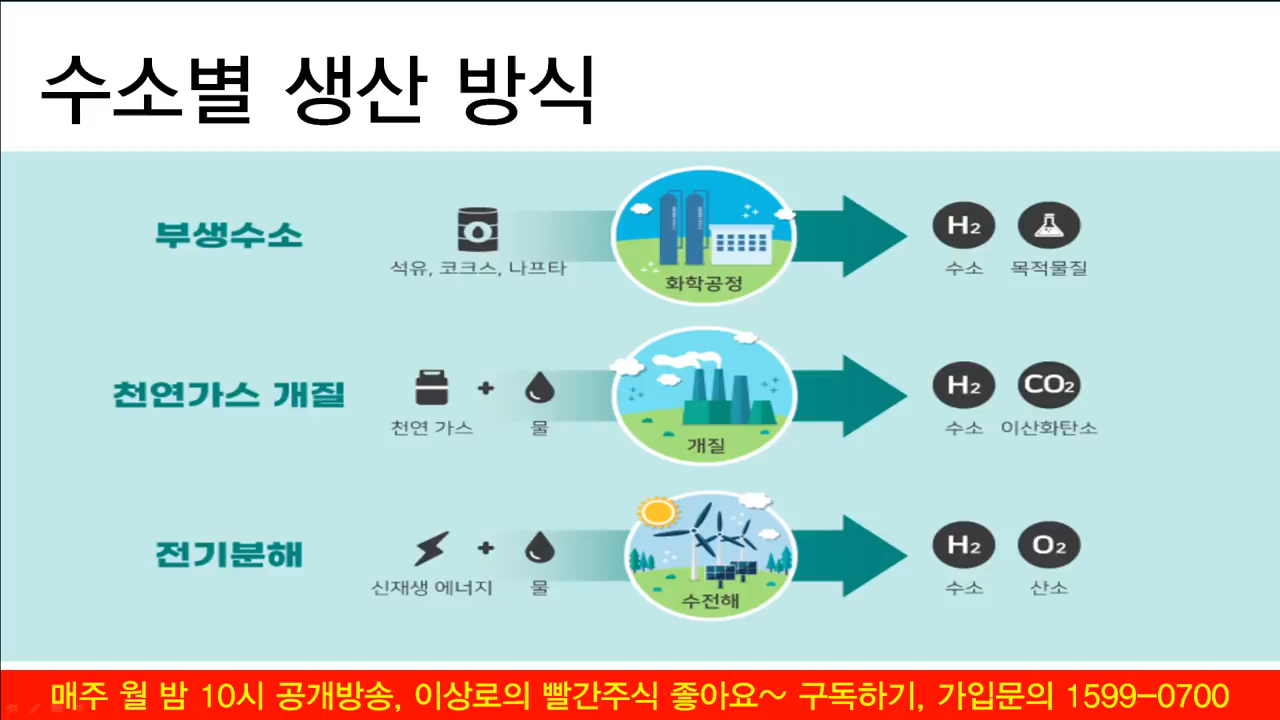 수소별 생산 방식
부생수소
석유, 코크스, 나프타
화학공정
H2
수소
목적물질
천연가스 개질
천연 가스
+
물
개질
H2
수소
CO2
이산화탄소
전기분해
신재생 에너지
+
물
수전해
H2
수소
O2
산소
매주 월 밤 10시 공개방송, 이상로의 빨간주식 좋아요~ 구독하기, 가입문의 1599-0700